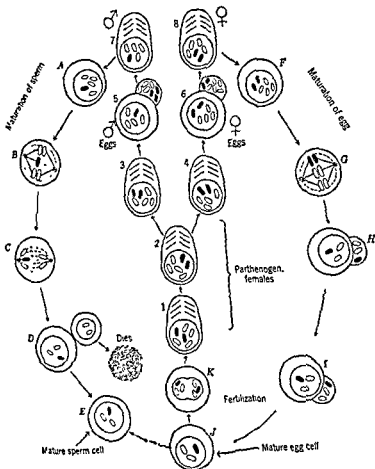 ♂
♀
7
8
A
F
Maturation of sperm
Maturation of egg
5
6
♂
Eggs
♀
Eggs
B
G
3
4
C
H
2
Parthenogen.
females
1
D
Dies
K
I
Fertilization
E
J
Mature sperm cell
Mature egg cell